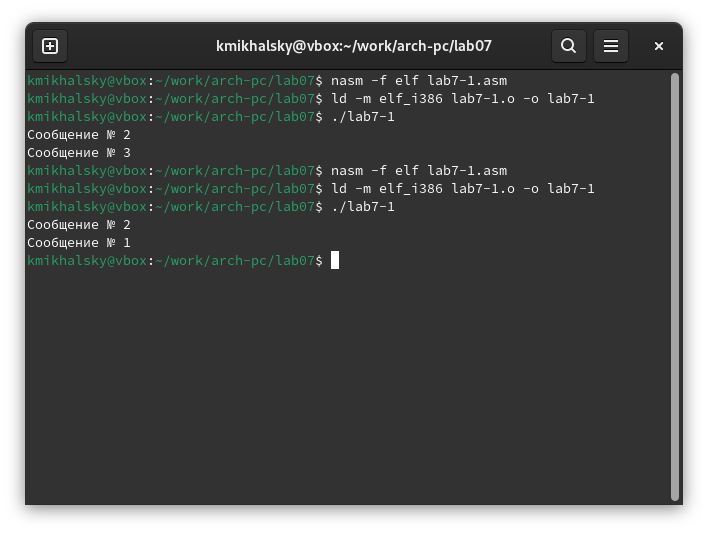 kmikhalsky@vbox:~/work/arch-pc/lab07
kmikhalsky@vbox:~/work/arch-pc/lab07$ nasm -f elf lab7-1.asm
kmikhalsky@vbox:~/work/arch-pc/lab07$ ld -m elf_i386 lab7-1.o -o lab7-1
kmikhalsky@vbox:~/work/arch-pc/lab07$ ./lab7-1
Сообщение № 2
Сообщение № 3
kmikhalsky@vbox:~/work/arch-pc/lab07$ nasm -f elf lab7-1.asm
kmikhalsky@vbox:~/work/arch-pc/lab07$ ld -m elf_i386 lab7-1.o -o lab7-1
kmikhalsky@vbox:~/work/arch-pc/lab07$ ./lab7-1
Сообщение № 2
Сообщение № 1
kmikhalsky@vbox:~/work/arch-pc/lab07$